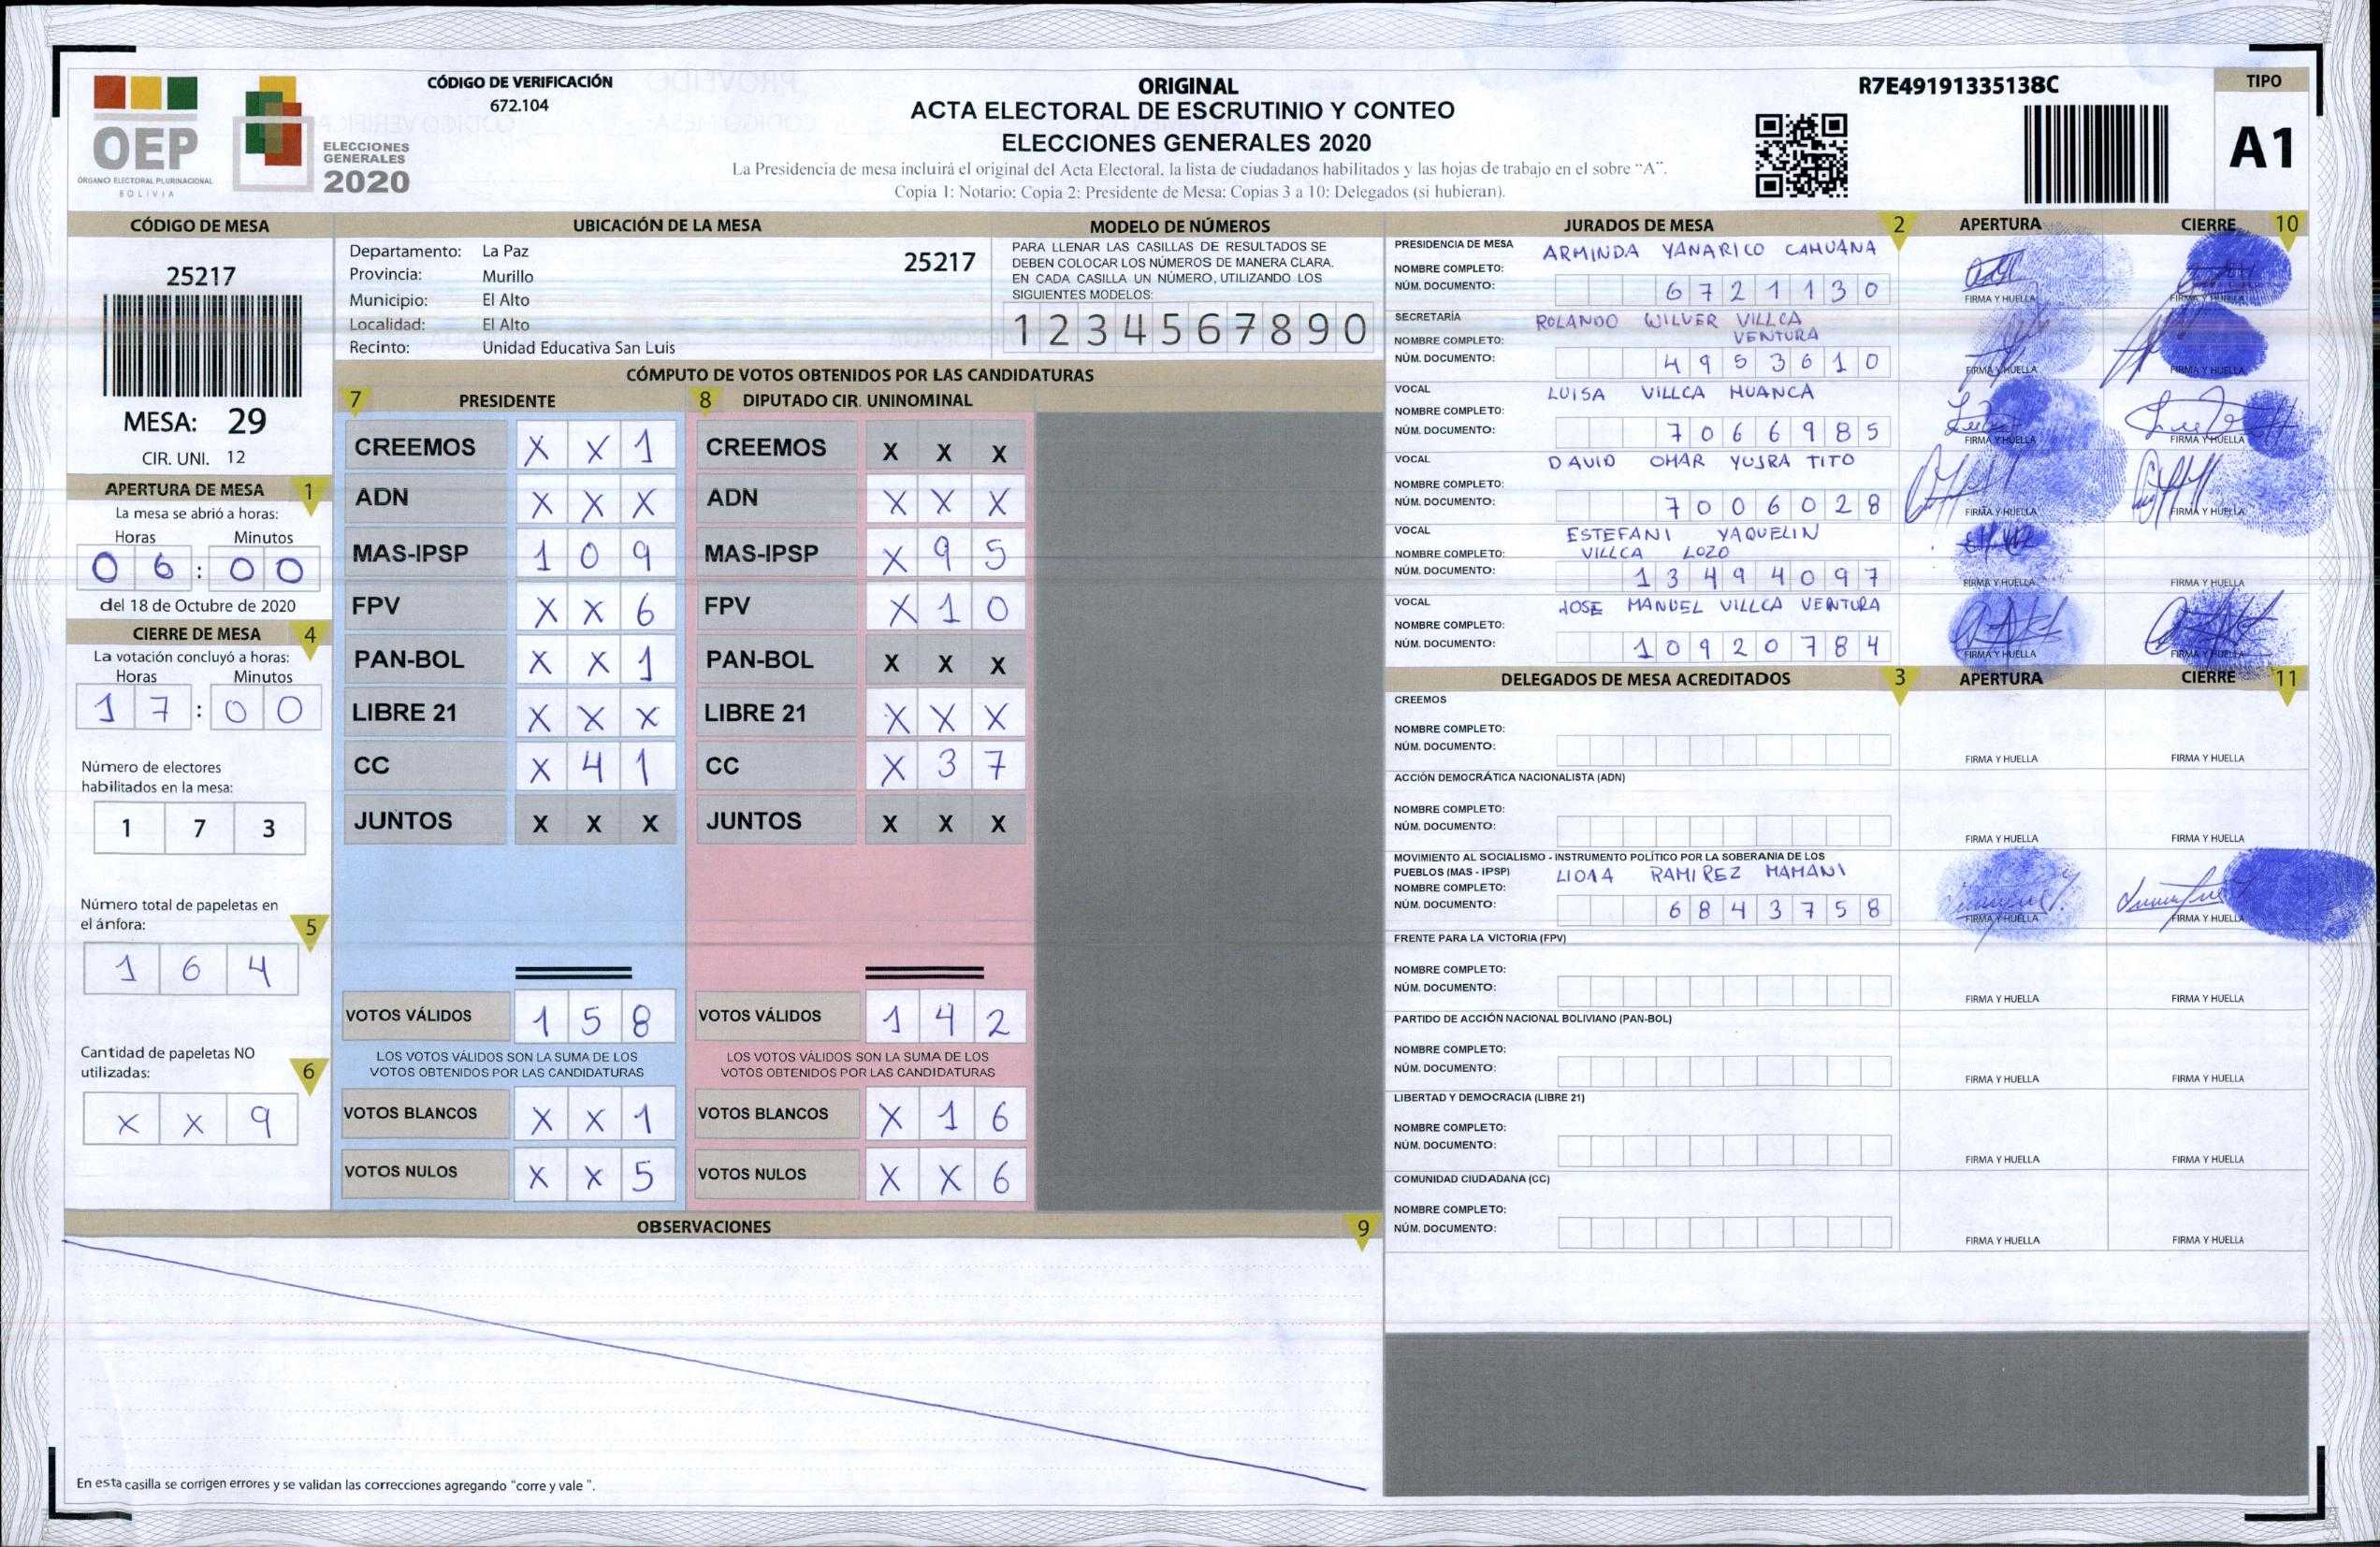 OEP
ÓRGANO ELECTORAL PLURINACIONAL
BOLIVIA
ELECCIONES
GENERALES
2020
CÓDIGO DE VERIFICACIÓN
672.104
ORIGINAL
ACTA ELECTORAL DE ESCRUTINIO Y CONTEO
ELECCIONES GENERALES 2020
La Presidencia de mesa incluirá el original del Acta Electoral, la lista de ciudadanos habilitados y las hojas de trabajo en el sobre “A”.
Copia 1: Notario; Copia 2: Presidente de Mesa; Copias 3 a 10: Delegados (si hubieran).
R7E49191335138C
TIPO
A1
CÓDIGO DE MESA
25217
MESA: 29
CIR. UNI. 12
APERTURA DE MESA 1
La mesa se abrió a horas:
Horas Minutos
0 6 : 0 0
del 18 de Octubre de 2020
CIERRE DE MESA 4
La votación concluyó a horas:
Horas Minutos
1 7 : 0 0
Número de electores
habilitados en la mesa:
1 7 3
Número total de papeletas en
el ánfora: 5
1 6 4
Cantidad de papeletas NO
utilizadas: 6
X X 9
UBICACIÓN DE LA MESA
Departamento: La Paz
25217
Provincia: Murillo
Municipio: El Alto
Localidad: El Alto
Recinto: Unidad Educativa San Luis
MODELO DE NÚMEROS
PARA LLENAR LAS CASILLAS DE RESULTADOS SE
DEBEN COLOCAR LOS NÚMEROS DE MANERA CLARA.
EN CADA CASILLA UN NÚMERO, UTILIZANDO LOS
SIGUIENTES MODELOS:
1 2 3 4 5 6 7 8 9 0
CÓMPUTO DE VOTOS OBTENIDOS POR LAS CANDIDATURAS
7 PRESIDENTE
CREEMOS X X 1
ADN X X X
MAS-IPSP 1 0 9
FPV X X 6
PAN-BOL X X 1
LIBRE 21 X X X
CC X 4 1
JUNTOS X X X
VOTOS VÁLIDOS 1 5 8
LOS VOTOS VÁLIDOS SON LA SUMA DE LOS
VOTOS OBTENIDOS POR LAS CANDIDATURAS
VOTOS BLANCOS X X 1
VOTOS NULOS X X 5
8 DIPUTADO CIR. UNINOMINAL
CREEMOS X X X
ADN X X X
MAS-IPSP X 9 5
FPV X 1 0
PAN-BOL X X X
LIBRE 21 X X X
CC X 3 7
JUNTOS X X X
VOTOS VÁLIDOS 1 4 2
LOS VOTOS VÁLIDOS SON LA SUMA DE LOS
VOTOS OBTENIDOS POR LAS CANDIDATURAS
VOTOS BLANCOS X 1 6
VOTOS NULOS X X 6
OBSERVACIONES 9
En esta casilla se corrigen errores y se validan las correcciones agregando “corre y vale”.
JURADOS DE MESA 2 APERTURA CIERRE 10
PRESIDENCIA DE MESA ARMINDA YANARICO CAHUANA
NOMBRE COMPLETO:
NÚM. DOCUMENTO: 6 7 2 1 1 3 0
FIRMA Y HUELLA FIRMA Y HUELLA
SECRETARÍA ROLANDO WILVER VILLCA
NOMBRE COMPLETO: VENTURA
NÚM. DOCUMENTO: 4 9 5 3 6 1 0
FIRMA Y HUELLA FIRMA Y HUELLA
VOCAL LUISA VILLCA HUANCA
NOMBRE COMPLETO:
NÚM. DOCUMENTO: 7 0 6 6 9 8 5
FIRMA Y HUELLA FIRMA Y HUELLA
VOCAL DAVID OMAR YUJRA TITO
NOMBRE COMPLETO:
NÚM. DOCUMENTO: 7 0 0 6 0 2 8
FIRMA Y HUELLA FIRMA Y HUELLA
VOCAL ESTEFANI YAQUELIN
NOMBRE COMPLETO: VILLCA LOZO
NÚM. DOCUMENTO: 1 3 4 9 4 0 9 7
FIRMA Y HUELLA FIRMA Y HUELLA
VOCAL JOSE MANUEL VILLCA VENTURA
NOMBRE COMPLETO:
NÚM. DOCUMENTO: 1 0 9 2 0 7 8 4
FIRMA Y HUELLA FIRMA Y HUELLA
DELEGADOS DE MESA ACREDITADOS 3 APERTURA CIERRE 11
CREEMOS
NOMBRE COMPLETO:
NÚM. DOCUMENTO:
FIRMA Y HUELLA FIRMA Y HUELLA
ACCIÓN DEMOCRÁTICA NACIONALISTA (ADN)
NOMBRE COMPLETO:
NÚM. DOCUMENTO:
FIRMA Y HUELLA FIRMA Y HUELLA
MOVIMIENTO AL SOCIALISMO - INSTRUMENTO POLÍTICO POR LA SOBERANIA DE LOS
PUEBLOS (MAS - IPSP) RAMIREZ MAMANI
NOMBRE COMPLETO:
NÚM. DOCUMENTO: 6 8 4 3 7 5 8
FIRMA Y HUELLA FIRMA Y HUELLA
FRENTE PARA LA VICTORIA (FPV)
NOMBRE COMPLETO:
NÚM. DOCUMENTO:
FIRMA Y HUELLA FIRMA Y HUELLA
PARTIDO DE ACCIÓN NACIONAL BOLIVIANO (PAN-BOL)
NOMBRE COMPLETO:
NÚM. DOCUMENTO:
FIRMA Y HUELLA FIRMA Y HUELLA
LIBERTAD Y DEMOCRACIA (LIBRE 21)
NOMBRE COMPLETO:
NÚM. DOCUMENTO:
FIRMA Y HUELLA FIRMA Y HUELLA
COMUNIDAD CIUDADANA (CC)
NOMBRE COMPLETO:
NÚM. DOCUMENTO:
FIRMA Y HUELLA FIRMA Y HUELLA